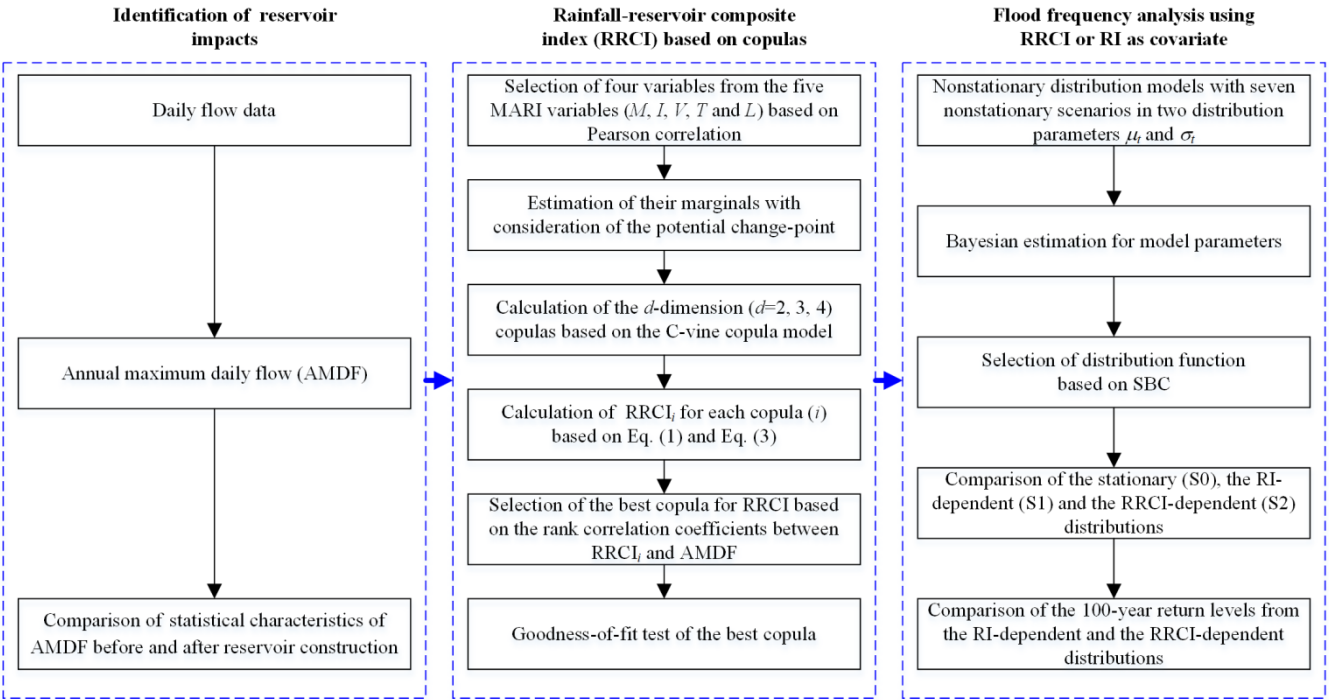 Identification of reservoir
impacts
Daily flow data
Annual maximum daily flow (AMDF)
Comparison of statistical characteristics of
AMDF before and after reservoir construction
Rainfall-reservoir composite
index (RRCI) based on copulas
Selection of four variables from the five
MARI variables (M, I, V, T and L) based on
Pearson correlation
Estimation of their marginals with
consideration of the potential change-point
Calculation of the d-dimension (d=2, 3, 4)
copulas based on the C-vine copula model
Calculation of RRCIᵢ for each copula (i)
based on Eq. (1) and Eq. (3)
Selection of the best copula for RRCI based
on the rank correlation coefficients between
RRCIᵢ and AMDF
Goodness-of-fit test of the best copula
Flood frequency analysis using
RRCI or RI as covariate
Nonstationary distribution models with seven
nonstationary scenarios in two distribution
parameters μₜ and σₜ
Bayesian estimation for model parameters
Selection of distribution function
based on SBC
Comparison of the stationary (S0), the RI-
dependent (S1) and the RRCI-dependent (S2)
distributions
Comparison of the 100-year return levels from
the RI-dependent and the RRCI-dependent
distributions